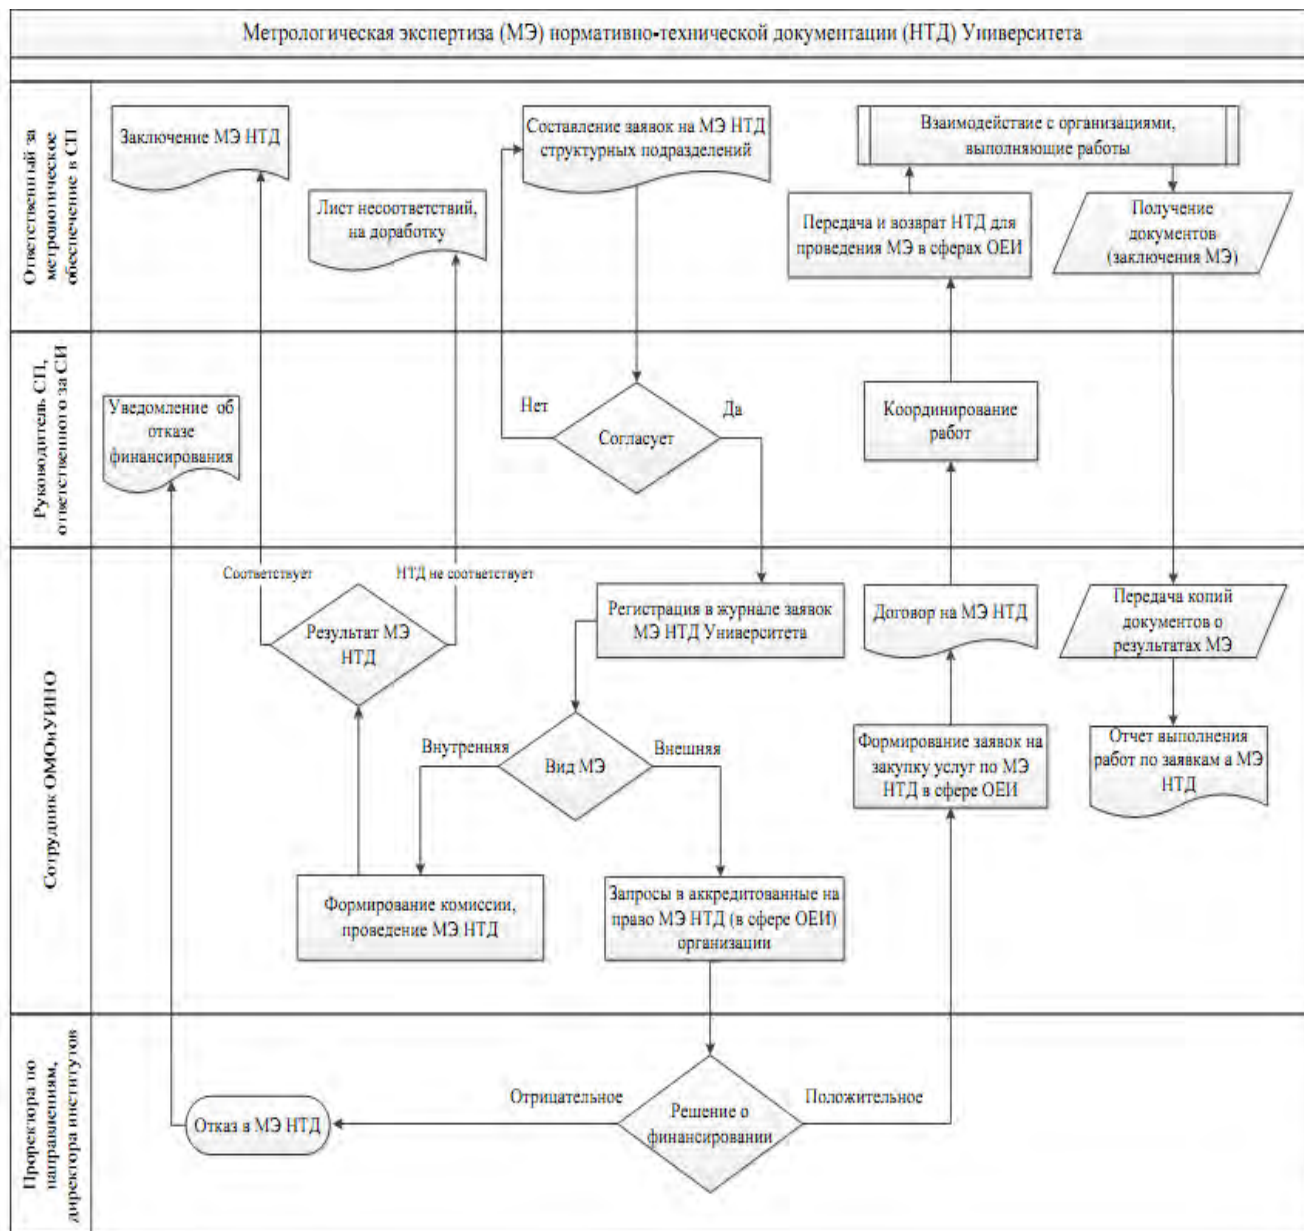 Метрологическая экспертиза (МЭ) нормативно-технической документации (НТД) Университета
Ответственный за
метрологическое
обеспечение в СП
Заключение МЭ НТД
Лист несоответствий,
на доработку
Составление заявок на МЭ НТД
структурных подразделений
Взаимодействие с организациями,
выполняющие работы
Передача и возврат НТД для
проведения МЭ в сферах ОЕИ
Получение
документов
(заключения МЭ)
Руководитель СП,
ответственного за СИ
Уведомление об
отказе
финансирования
Нет
Согласует
Да
Координирование
работ
Сотрудник ОМОиУИНО
Соответствует
НТД не соответствует
Результат МЭ
НТД
Регистрация в журнале заявок
МЭ НТД Университета
Договор на МЭ НТД
Передача копий
документов о
результатах МЭ
Внутренняя
Вид МЭ
Внешняя
Формирование заявок на
закупку услуг по МЭ
НТД в сфере ОЕИ
Отчет выполнения
работ по заявкам а МЭ
НТД
Формирование комиссии,
проведение МЭ НТД
Запросы в аккредитованные на
право МЭ НТД (в сфере ОЕИ)
организации
Проректора по
направлениям,
директора институтов
Отказ в МЭ НТД
Отрицательное
Решение о
финансировании
Положительное